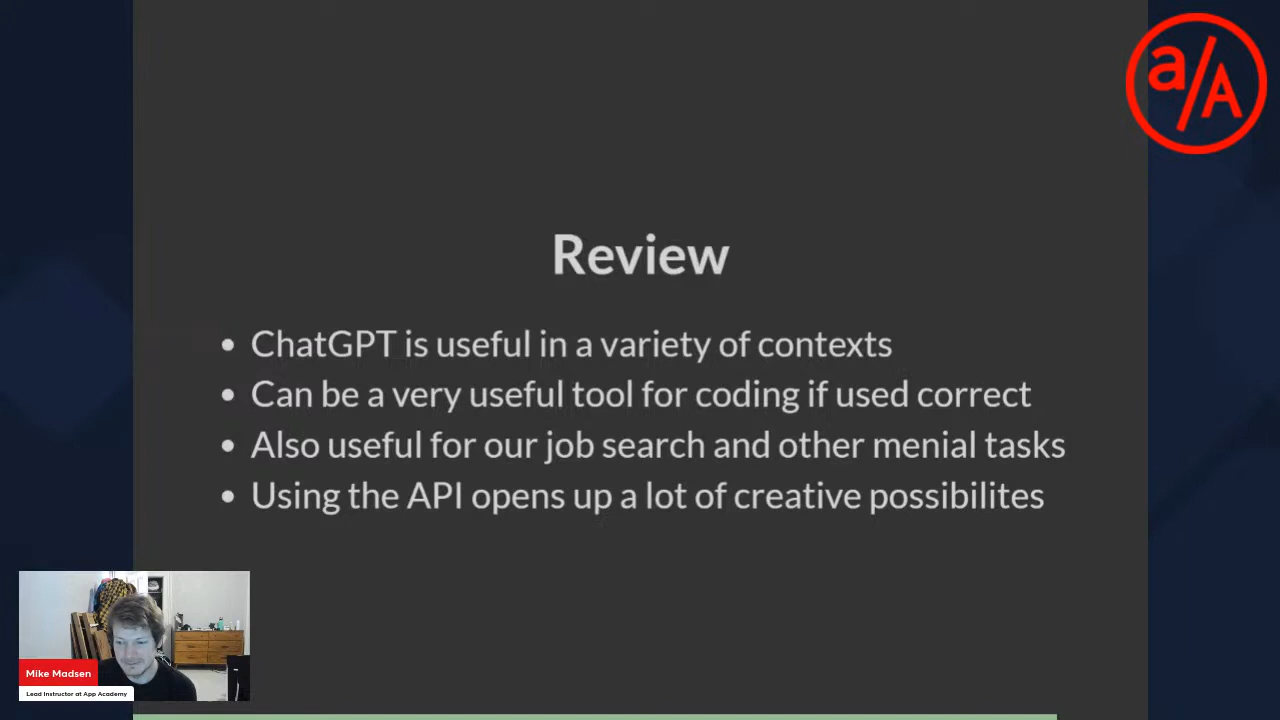 a/A
Review
• ChatGPT is useful in a variety of contexts
• Can be a very useful tool for coding if used correct
• Also useful for our job search and other menial tasks
• Using the API opens up a lot of creative possibilites
Mike Madsen
Lead Instructor at App Academy